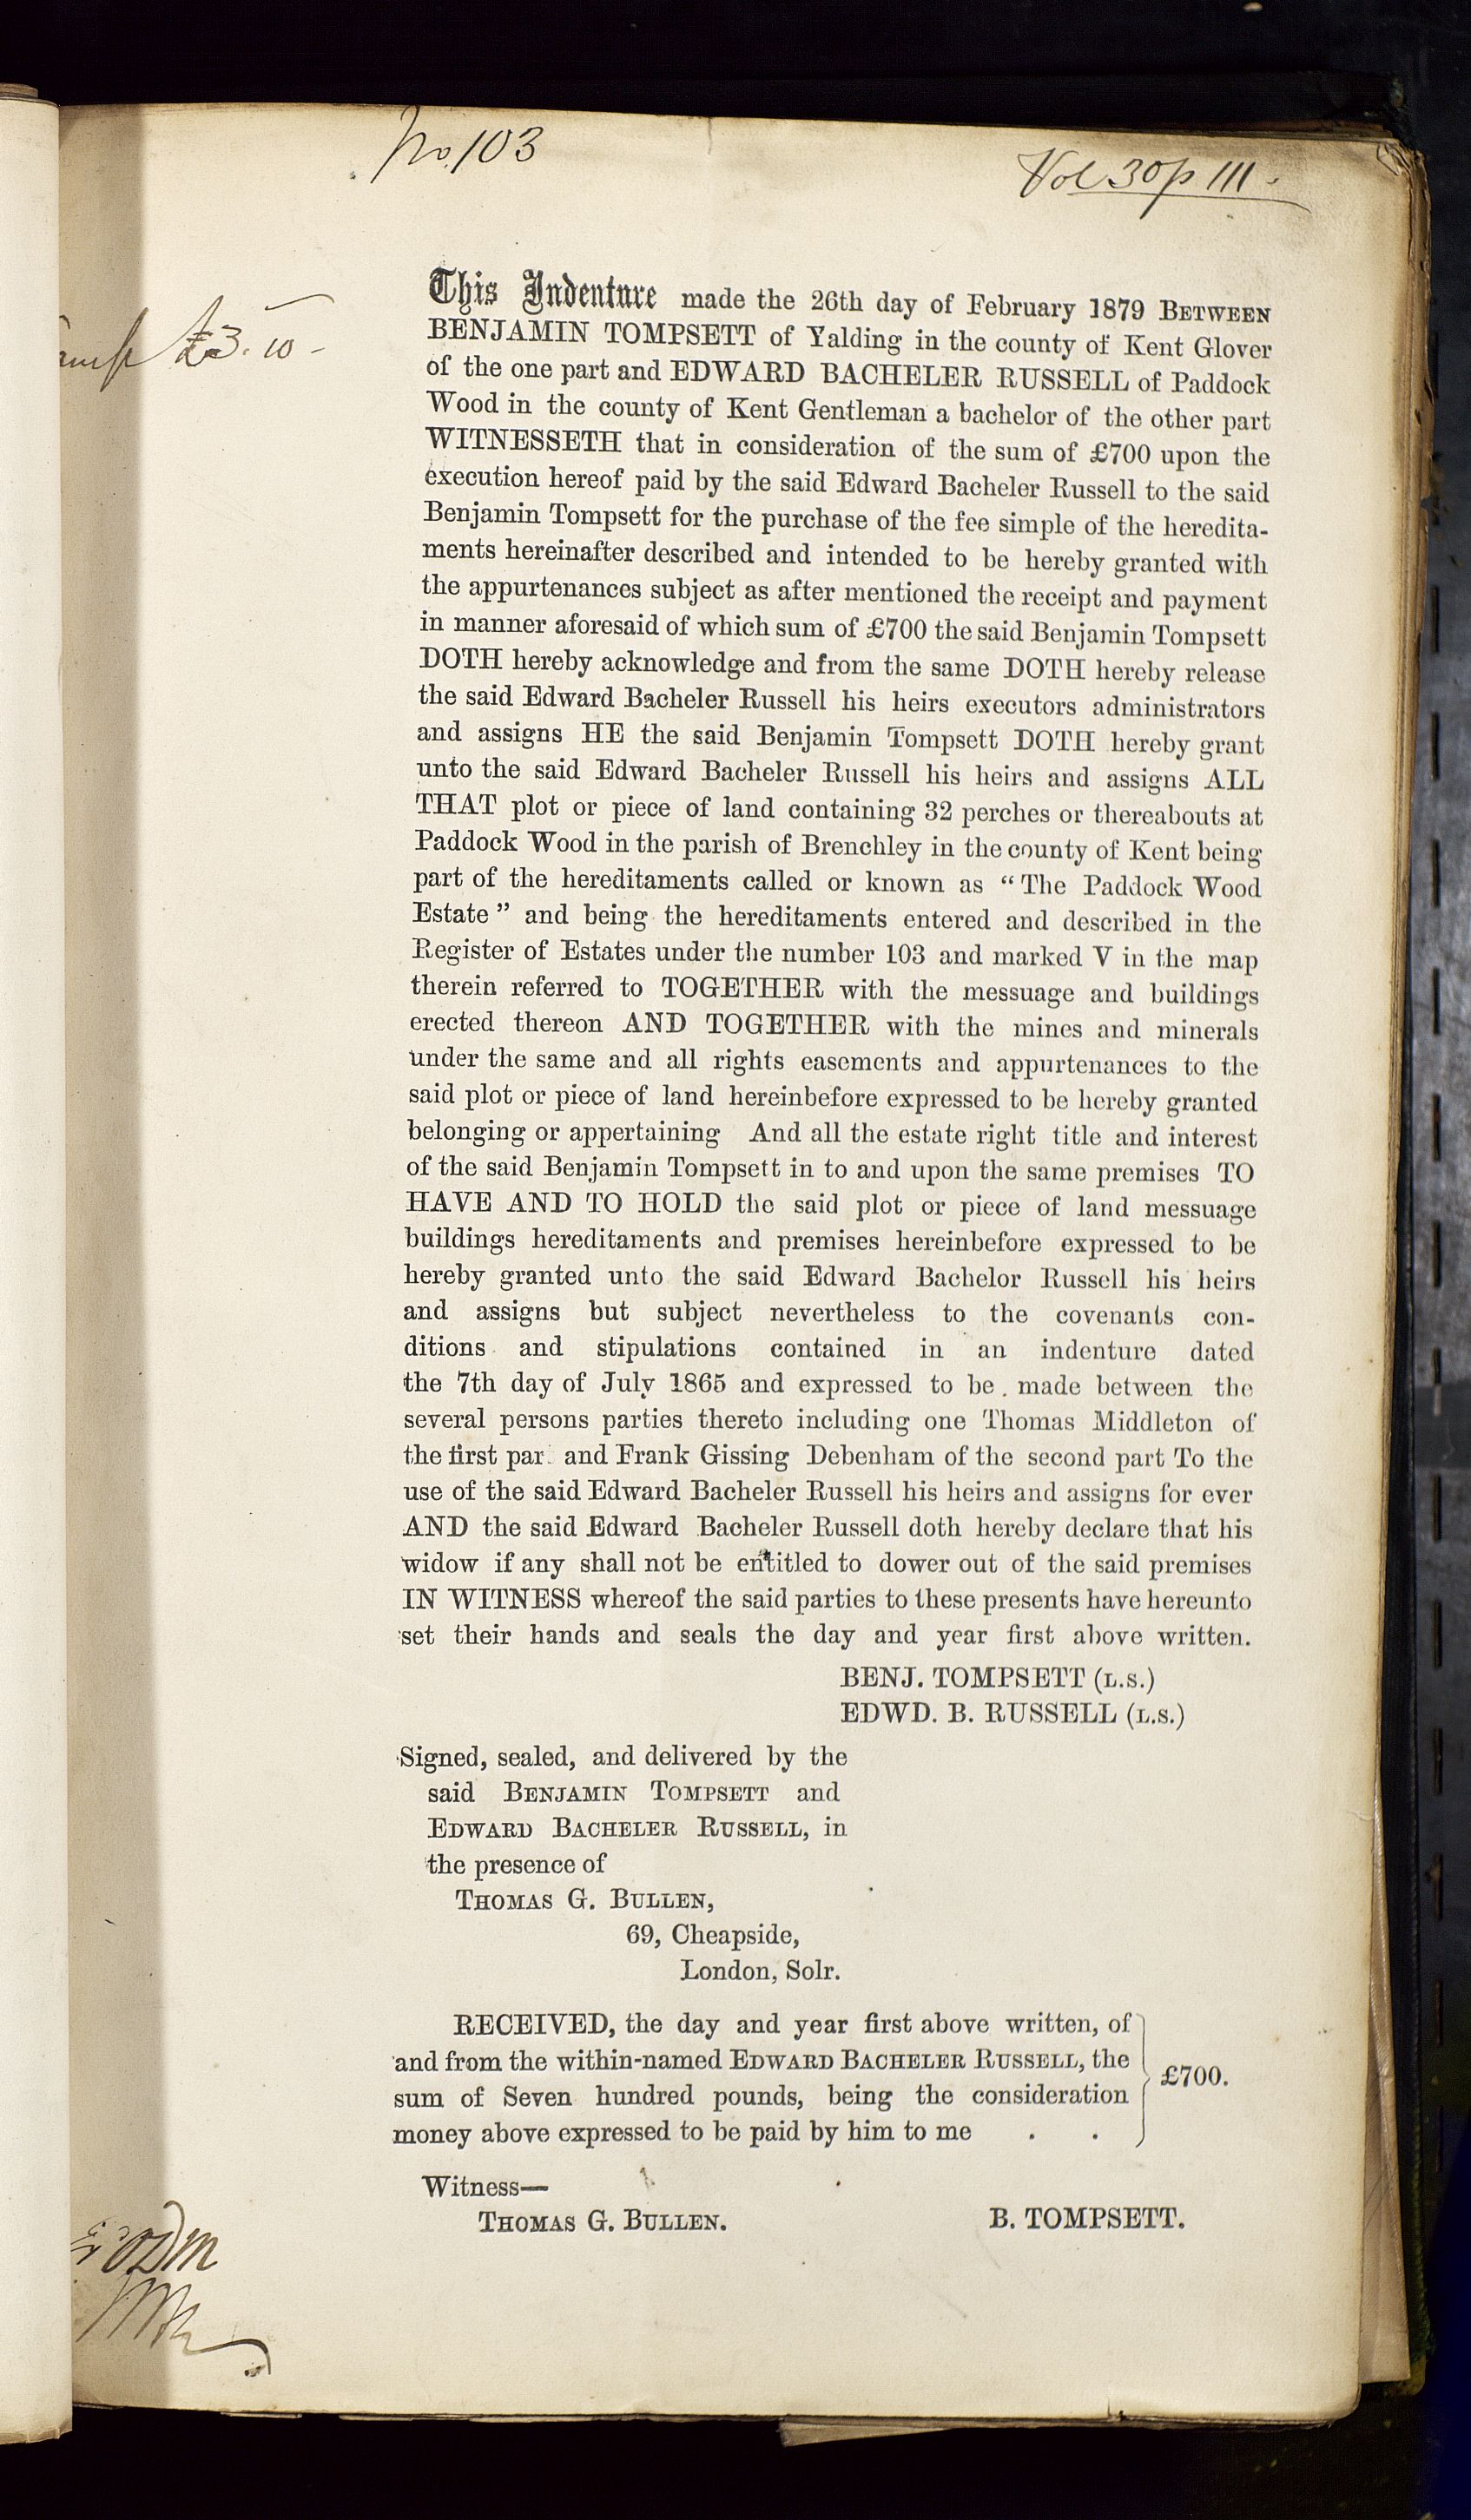 No. 103
Vol 30 p 111.
£3. 10 -
This Indenture made the 26th day of February 1879 BETWEEN
BENJAMIN TOMPSETT of Yalding in the county of Kent Glover
of the one part and EDWARD BACHELER RUSSELL of Paddock
Wood in the county of Kent Gentleman a bachelor of the other part
WITNESSETH that in consideration of the sum of £700 upon the
execution hereof paid by the said Edward Bacheler Russell to the said
Benjamin Tompsett for the purchase of the fee simple of the heredita-
ments hereinafter described and intended to be hereby granted with
the appurtenances subject as after mentioned the receipt and payment
in manner aforesaid of which sum of £700 the said Benjamin Tompsett
DOTH hereby acknowledge and from the same DOTH hereby release
the said Edward Bacheler Russell his heirs executors administrators
and assigns HE the said Benjamin Tompsett DOTH hereby grant
unto the said Edward Bacheler Russell his heirs and assigns ALL
THAT plot or piece of land containing 32 perches or thereabouts at
Paddock Wood in the parish of Brenchley in the county of Kent being
part of the hereditaments called or known as “The Paddock Wood
Estate” and being the hereditaments entered and described in the
Register of Estates under the number 103 and marked V in the map
therein referred to TOGETHER with the messuage and buildings
erected thereon AND TOGETHER with the mines and minerals
under the same and all rights easements and appurtenances to the
said plot or piece of land hereinbefore expressed to be hereby granted
belonging or appertaining And all the estate right title and interest
of the said Benjamin Tompsett in to and upon the same premises TO
HAVE AND TO HOLD the said plot or piece of land messuage
buildings hereditaments and premises hereinbefore expressed to be
hereby granted unto the said Edward Bachelor Russell his heirs
and assigns but subject nevertheless to the covenants con-
ditions and stipulations contained in an indenture dated
the 7th day of July 1865 and expressed to be made between the
several persons parties thereto including one Thomas Middleton of
the first par and Frank Gissing Debenham of the second part To the
use of the said Edward Bacheler Russell his heirs and assigns for ever
AND the said Edward Bacheler Russell doth hereby declare that his
widow if any shall not be entitled to dower out of the said premises
IN WITNESS whereof the said parties to these presents have hereunto
set their hands and seals the day and year first above written.
BENJ. TOMPSETT (L.S.)
EDWD. B. RUSSELL (L.S.)
Signed, sealed, and delivered by the
said BENJAMIN TOMPSETT and
EDWARD BACHELER RUSSELL, in
the presence of
THOMAS G. BULLEN,
69, Cheapside,
London, Solr.
RECEIVED, the day and year first above written, of
and from the within-named EDWARD BACHELER RUSSELL, the
sum of Seven hundred pounds, being the consideration
money above expressed to be paid by him to me . .
£700.
Witness—
THOMAS G. BULLEN.
B. TOMPSETT.